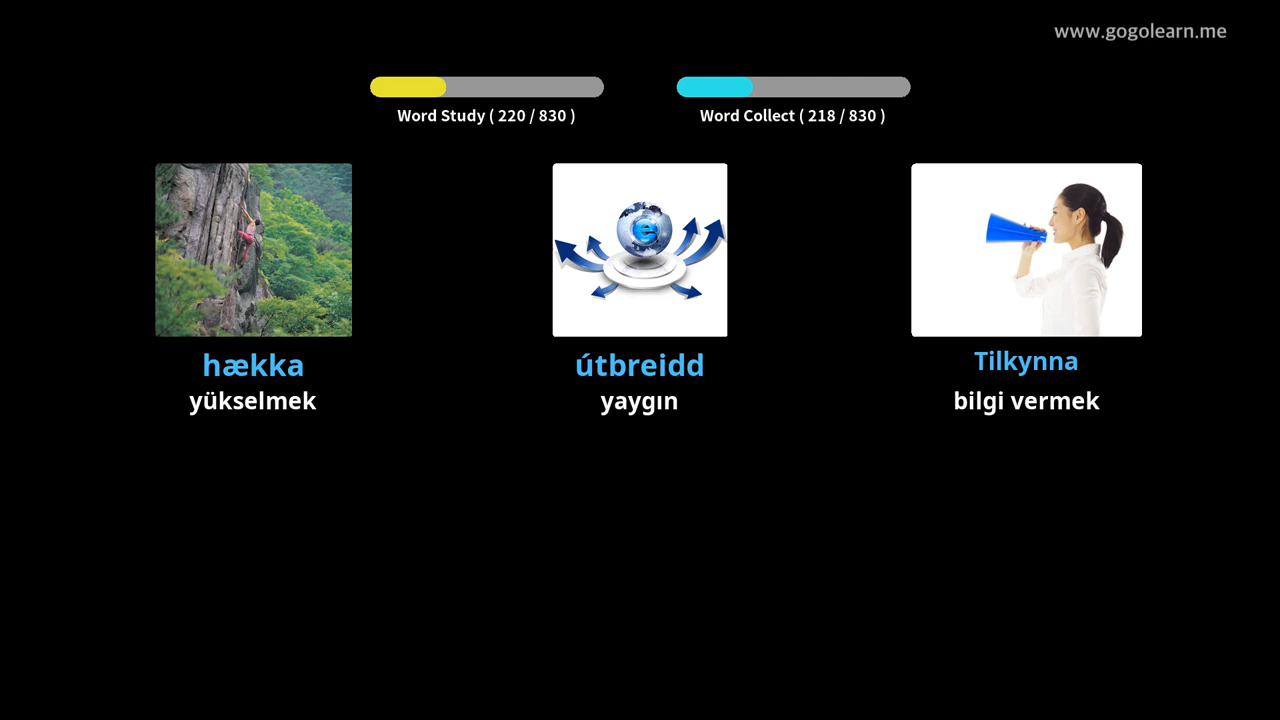 www.gogolearn.me
Word Study ( 220 / 830 )
Word Collect ( 218 / 830 )
e
hækka
útbreidd
Tilkynna
yükselmek
yaygın
bilgi vermek